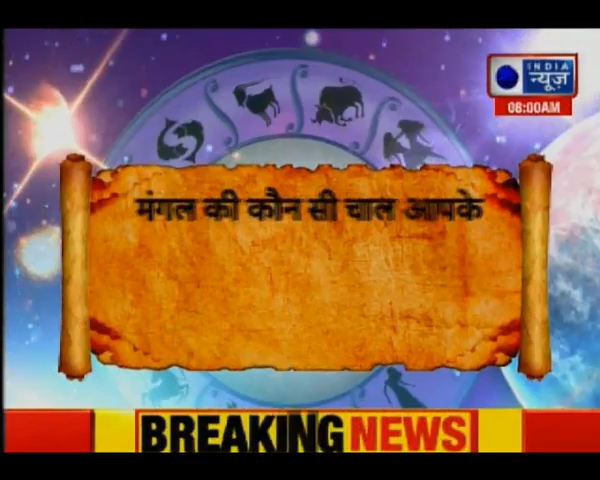 INDIA
न्यूज़
08:00AM
मंगल की कौन सी चाल आपके
BREAKING NEWS